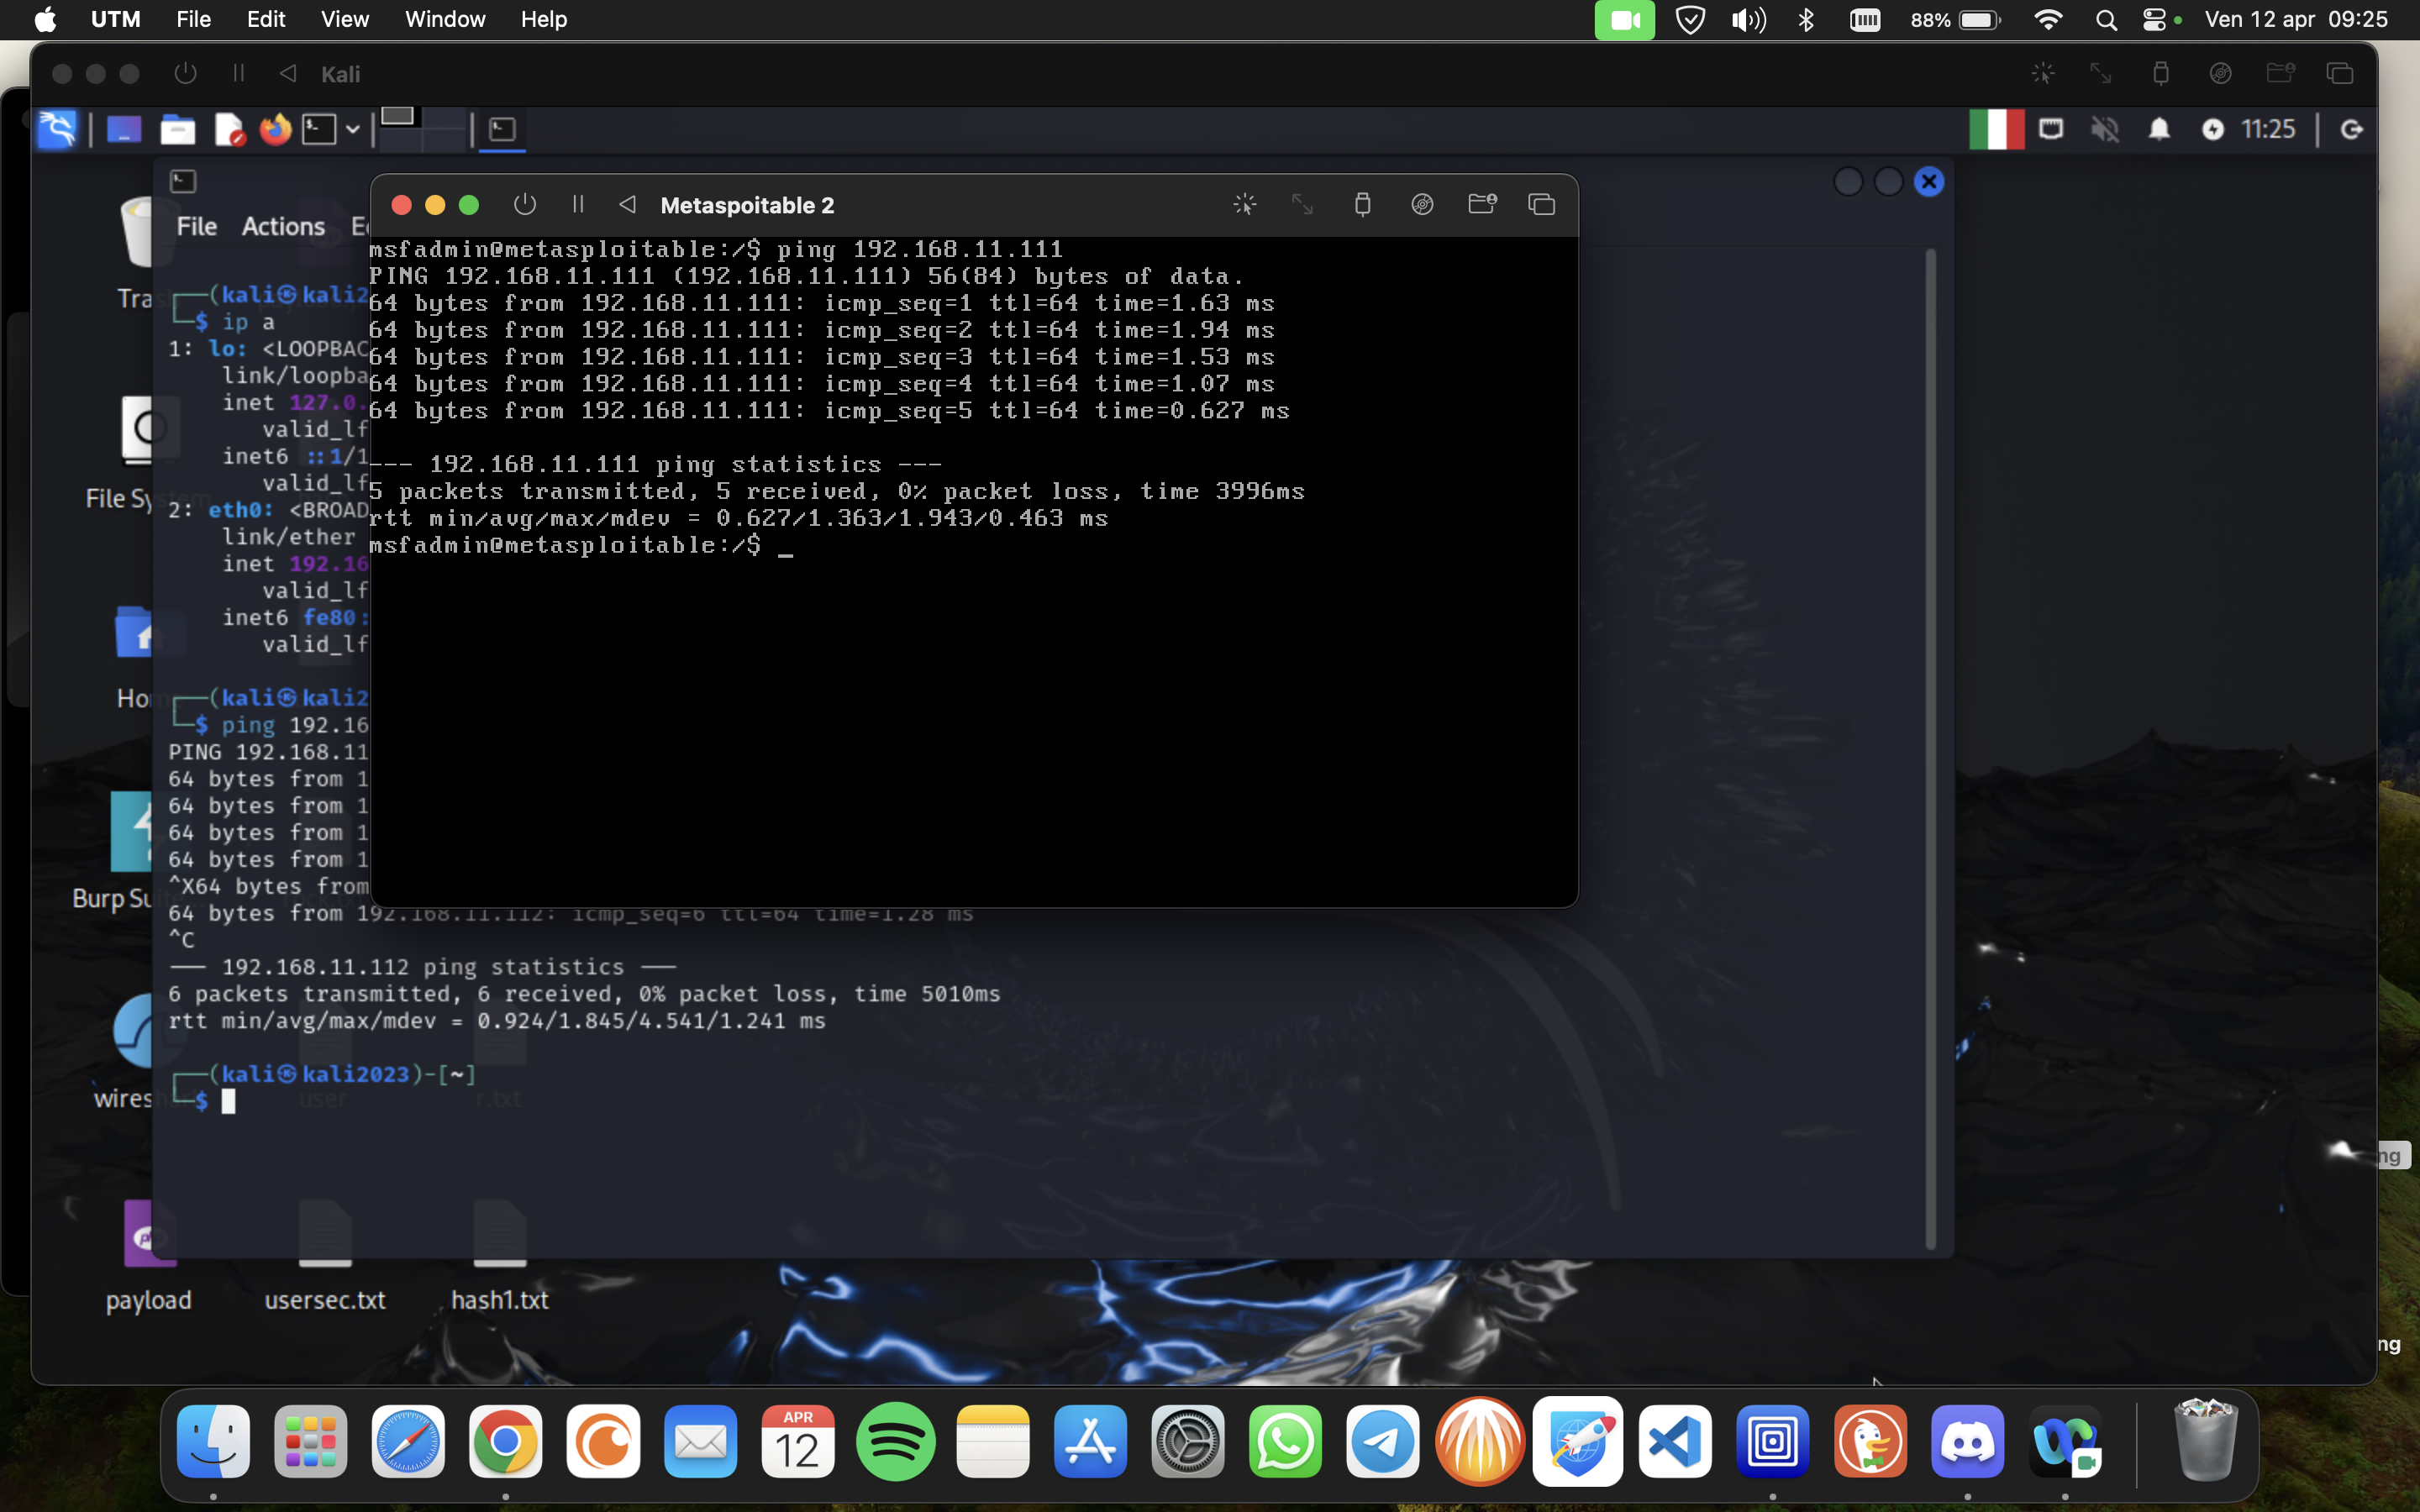 UTM File Edit View Window Help 88% Ven 12 apr 09:25
Kali
11:25
File Actions
Metaspoitable 2
msfadmin@metasploitable:/$ ping 192.168.11.111
PING 192.168.11.111 (192.168.11.111) 56(84) bytes of data.
64 bytes from 192.168.11.111: icmp_seq=1 ttl=64 time=1.63 ms
64 bytes from 192.168.11.111: icmp_seq=2 ttl=64 time=1.94 ms
64 bytes from 192.168.11.111: icmp_seq=3 ttl=64 time=1.53 ms
64 bytes from 192.168.11.111: icmp_seq=4 ttl=64 time=1.07 ms
64 bytes from 192.168.11.111: icmp_seq=5 ttl=64 time=0.627 ms
--- 192.168.11.111 ping statistics ---
5 packets transmitted, 5 received, 0% packet loss, time 3996ms
rtt min/avg/max/mdev = 0.627/1.363/1.943/0.463 ms
msfadmin@metasploitable:/$ _
(kali㉿kali2
$ ip a
1: lo: <LOOPBAC
link/loopba
inet 127.0.
valid_lf
inet6 ::1/1
valid_lf
2: eth0: <BROAD
link/ether
inet 192.16
valid_lf
inet6 fe80:
valid_lf
(kali㉿kali2
$ ping 192.16
PING 192.168.11
64 bytes from 1
64 bytes from 1
64 bytes from 1
64 bytes from 1
^X64 bytes from
64 bytes from 192.168.11.112: icmp_seq=6 ttl=64 time=1.28 ms
^C
--- 192.168.11.112 ping statistics ---
6 packets transmitted, 6 received, 0% packet loss, time 5010ms
rtt min/avg/max/mdev = 0.924/1.845/4.541/1.241 ms
(kali㉿kali2023)-[~]
$
Tras
File System
Hom
Burp Sui
wireshar
user
r.txt
payload
usersec.txt
hash1.txt
ng
ng
APR
12